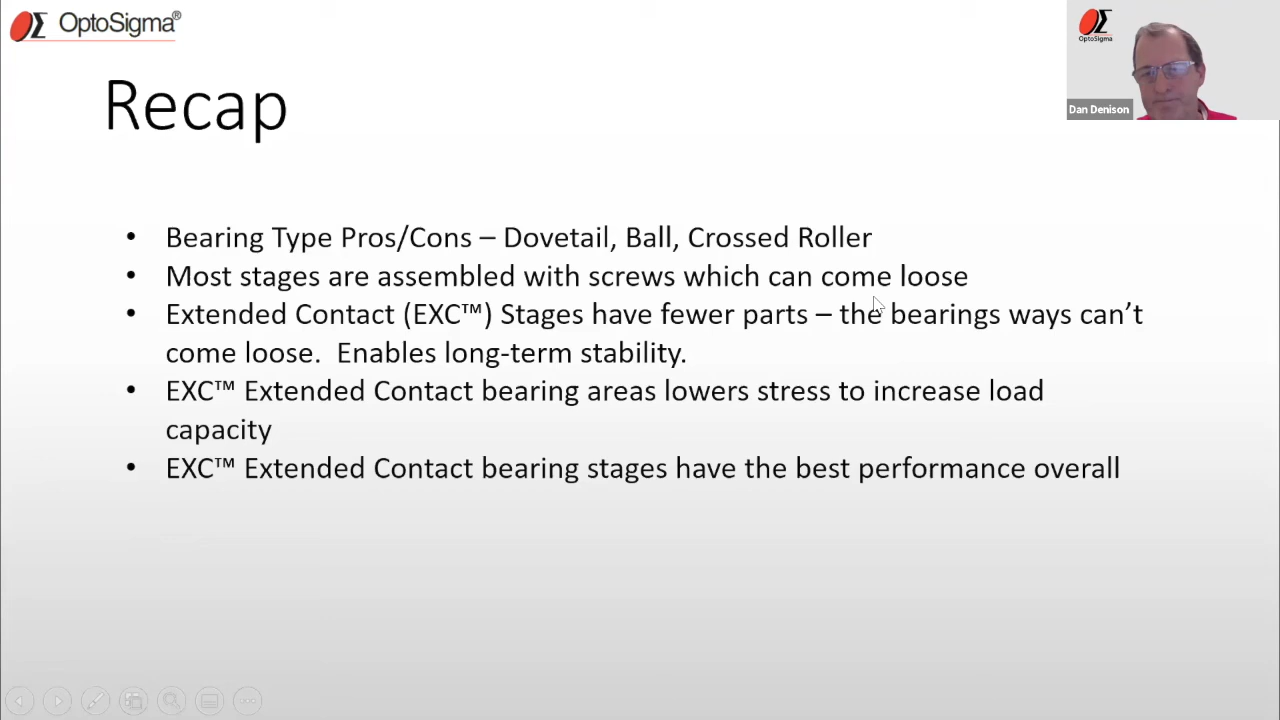 OptoSigma®
OptoSigma
Dan Denison
Recap
• Bearing Type Pros/Cons – Dovetail, Ball, Crossed Roller
• Most stages are assembled with screws which can come loose
• Extended Contact (EXC™) Stages have fewer parts – the bearings ways can’t
come loose.  Enables long-term stability.
• EXC™ Extended Contact bearing areas lowers stress to increase load
capacity
• EXC™ Extended Contact bearing stages have the best performance overall